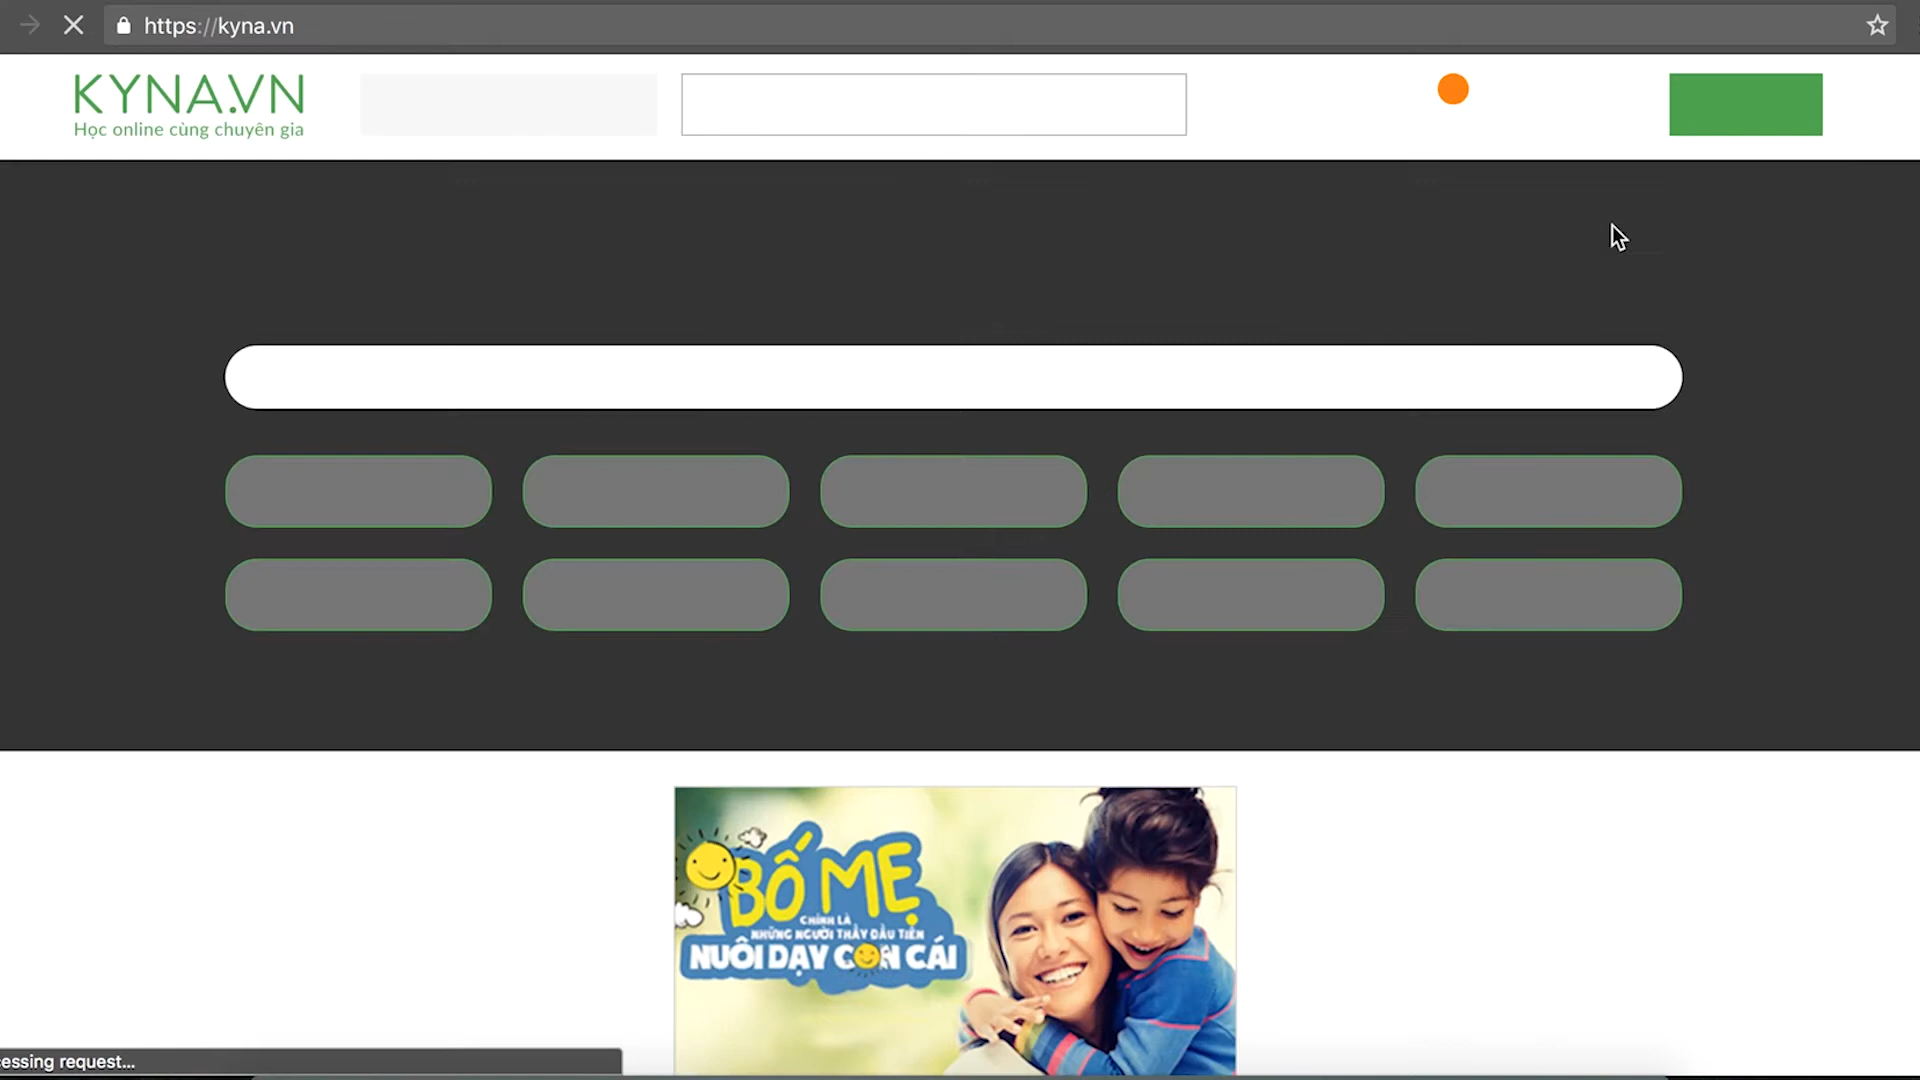 https://kyna.vn
KYNA.VN
Học online cùng chuyên gia
BỐ MẸ
CHÍNH LÀ
NHỮNG NGƯỜI THẦY ĐẦU TIÊN
NUÔI DẠY CON CÁI
essing request...